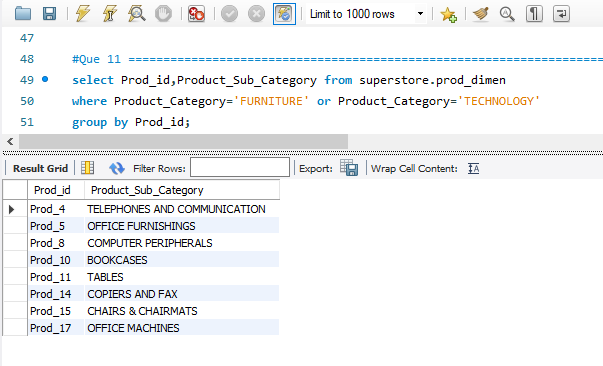 Limit to 1000 rows
47
48 #Que 11 =====================================================
49 select Prod_id,Product_Sub_Category from superstore.prod_dimen
50 where Product_Category='FURNITURE' or Product_Category='TECHNOLOGY'
51 group by Prod_id;
Result Grid Filter Rows: Export: Wrap Cell Content: IA
Prod_id Product_Sub_Category
Prod_4 TELEPHONES AND COMMUNICATION
Prod_5 OFFICE FURNISHINGS
Prod_8 COMPUTER PERIPHERALS
Prod_10 BOOKCASES
Prod_11 TABLES
Prod_14 COPIERS AND FAX
Prod_15 CHAIRS & CHAIRMATS
Prod_17 OFFICE MACHINES